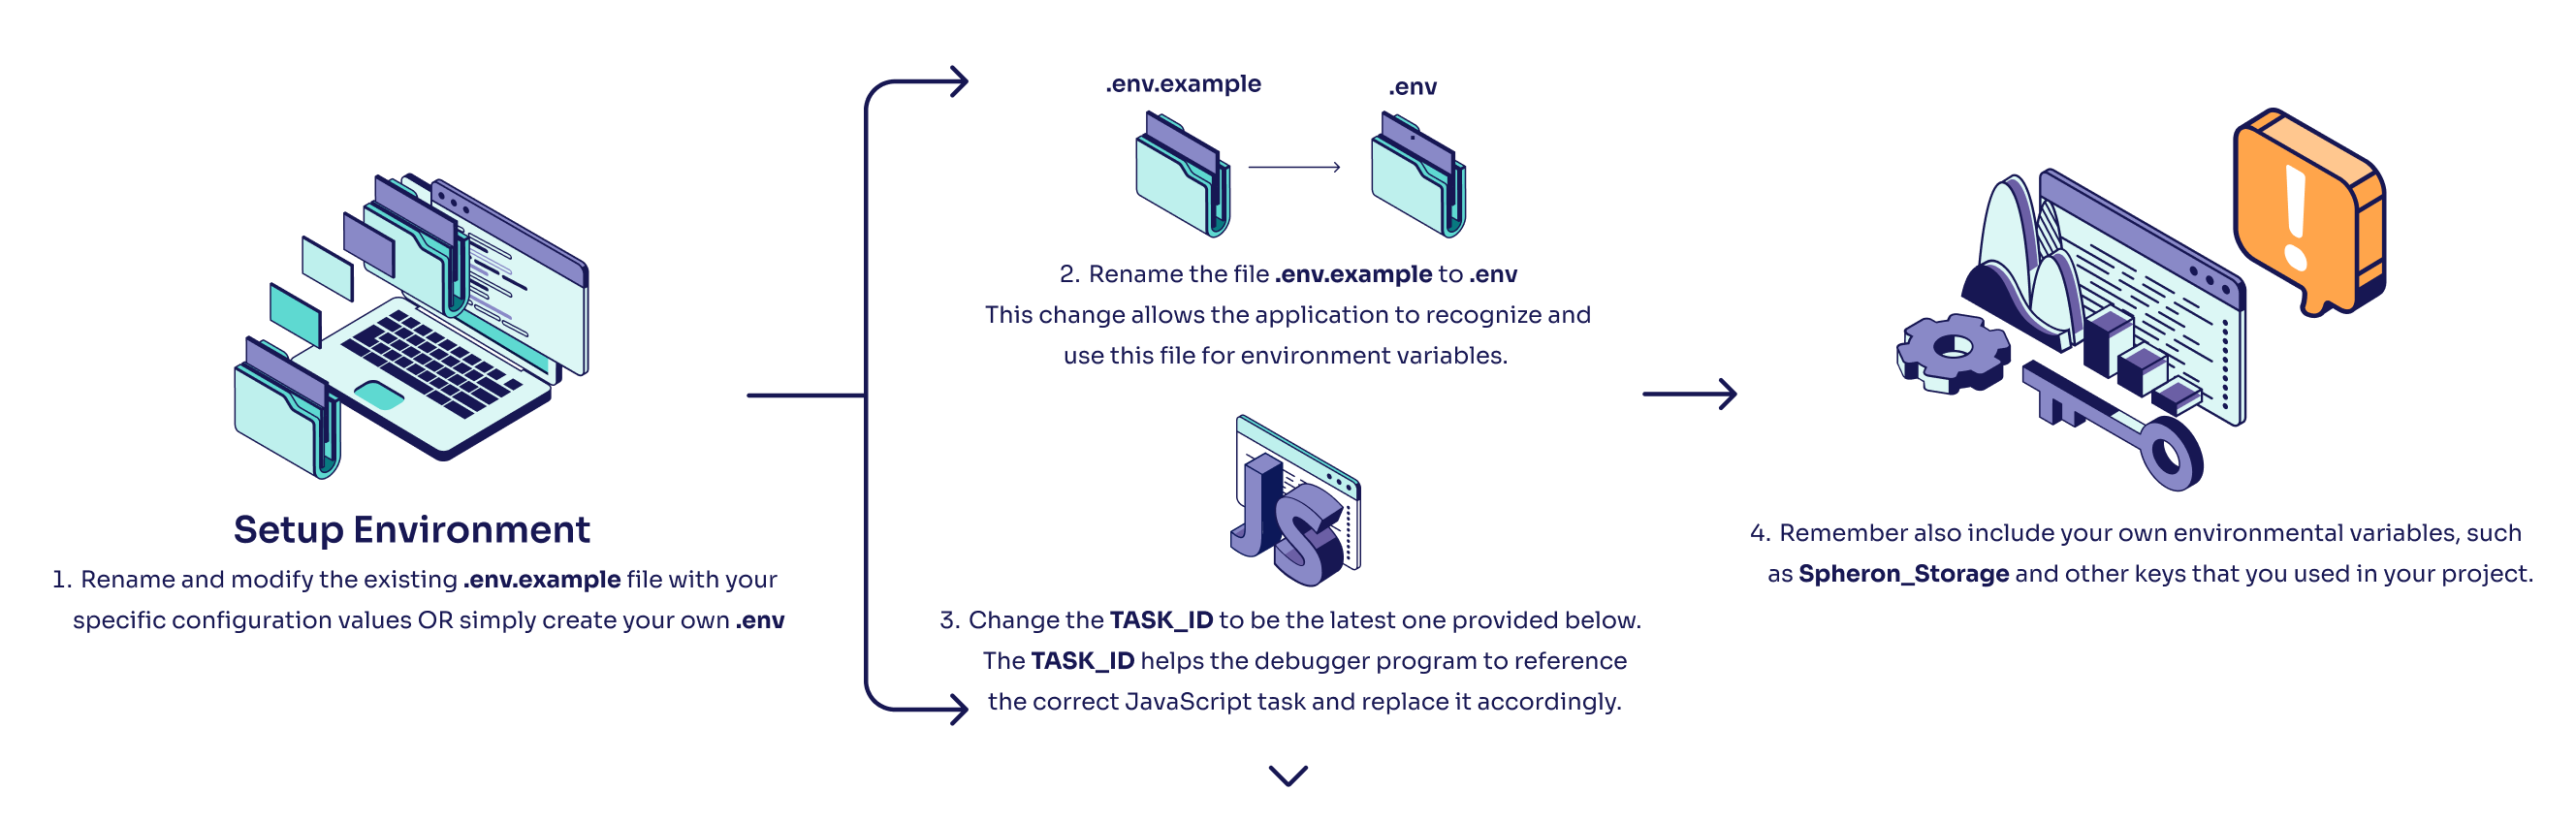 Setup Environment
1. Rename and modify the existing .env.example file with your
specific configuration values OR simply create your own .env
.env.example
.env
2. Rename the file .env.example to .env
This change allows the application to recognize and
use this file for environment variables.
JS
3. Change the TASK_ID to be the latest one provided below.
The TASK_ID helps the debugger program to reference
the correct JavaScript task and replace it accordingly.
!
4. Remember also include your own environmental variables, such
as Spheron_Storage and other keys that you used in your project.